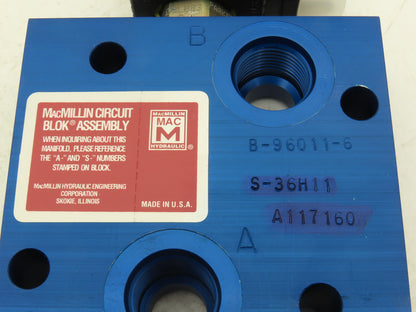 B
MACMILLIN CIRCUIT
BLOK® ASSEMBLY
WHEN INQUIRING ABOUT THIS
MANIFOLD, PLEASE REFERENCE
THE "A-" AND "S-" NUMBERS
STAMPED ON BLOCK.
MACMILLIN HYDRAULIC ENGINEERING
CORPORATION
SKOKIE, ILLINOIS
MACMILLIN
MAC
M
HYDRAULIC
®
MADE IN U.S.A.
B-96011-6
S-36H11
A117160
A